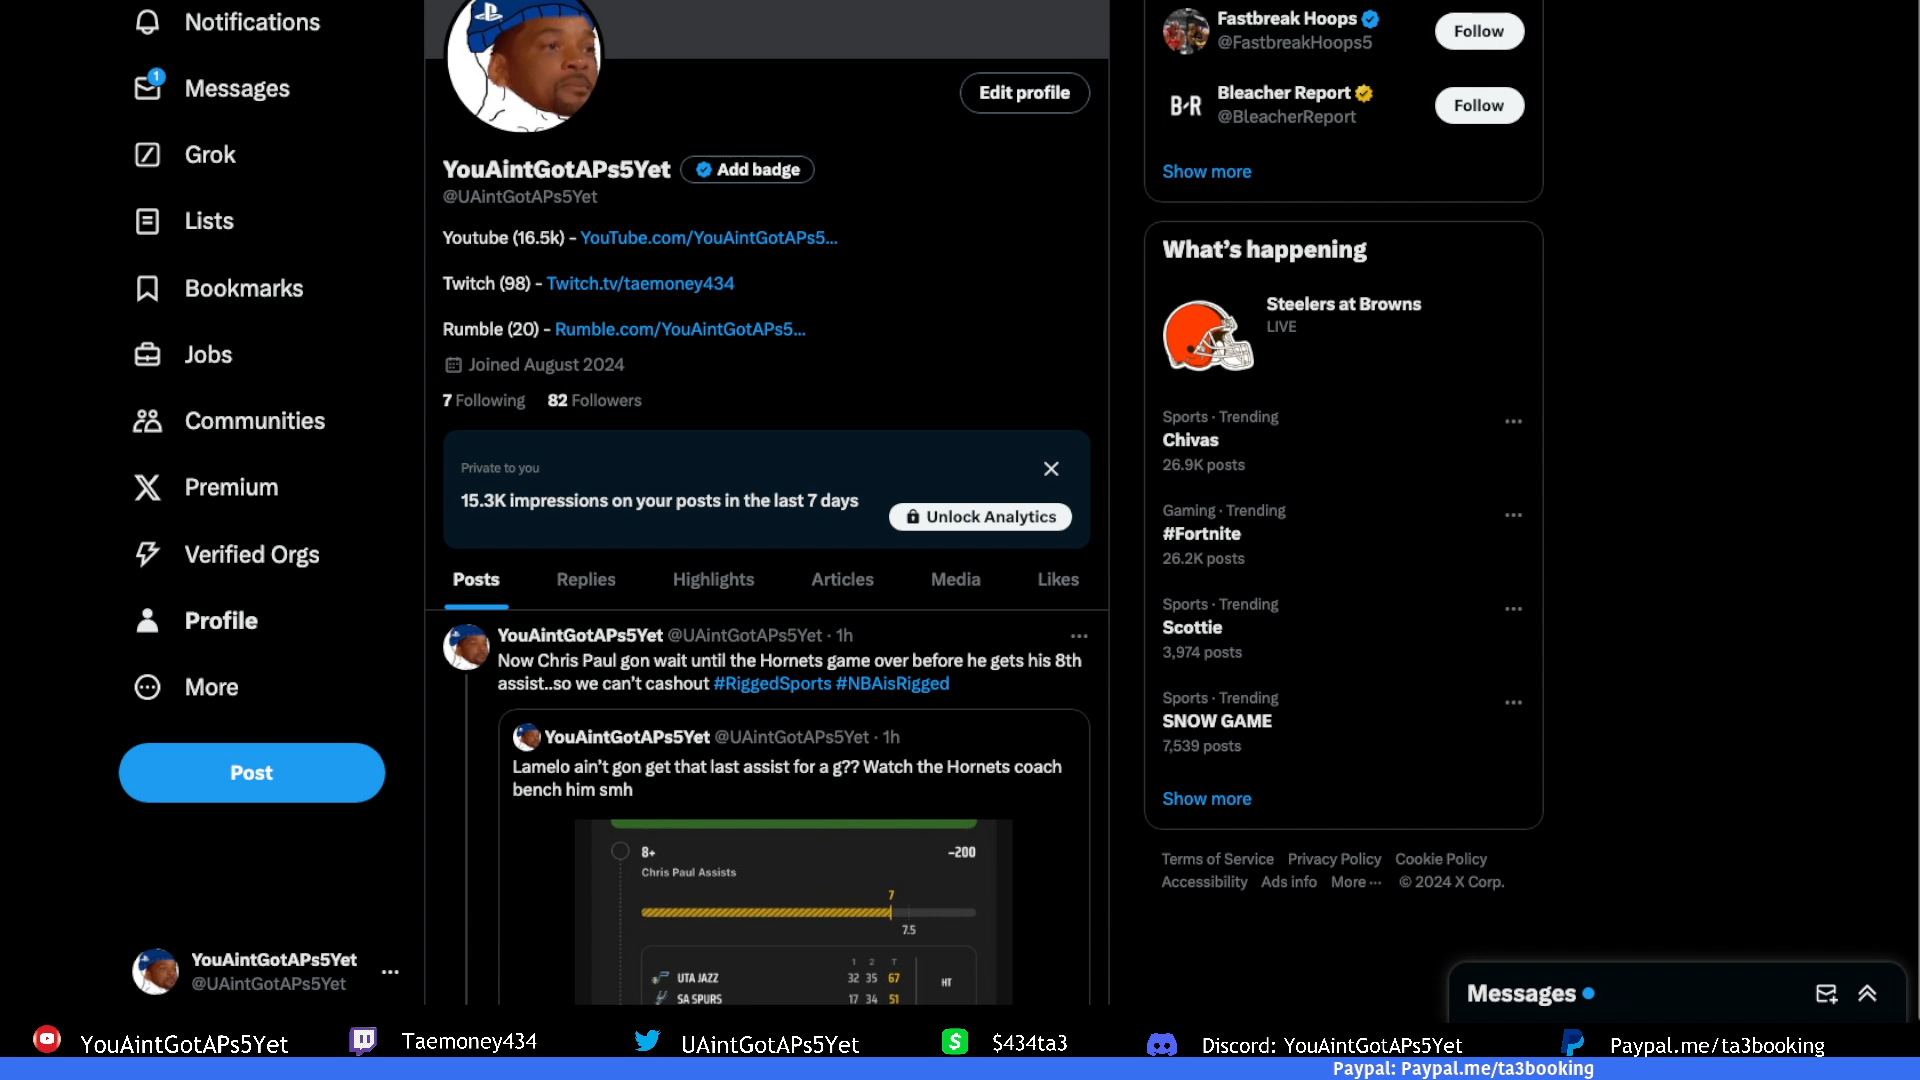 Notifications
1
Messages
Grok
Lists
Bookmarks
Jobs
Communities
Premium
Verified Orgs
Profile
More
Post
YouAintGotAPs5Yet
@UAintGotAPs5Yet
Edit profile
YouAintGotAPs5Yet Add badge
@UAintGotAPs5Yet
Youtube (16.5k) - YouTube.com/YouAintGotAPs5...
Twitch (98) - Twitch.tv/taemoney434
Rumble (20) - Rumble.com/YouAintGotAPs5...
Joined August 2024
7 Following 82 Followers
Private to you
15.3K impressions on your posts in the last 7 days
Unlock Analytics
Posts Replies Highlights Articles Media Likes
YouAintGotAPs5Yet @UAintGotAPs5Yet · 1h
Now Chris Paul gon wait until the Hornets game over before he gets his 8th
assist..so we can't cashout #RiggedSports #NBAisRigged
YouAintGotAPs5Yet @UAintGotAPs5Yet · 1h
Lamelo ain't gon get that last assist for a g?? Watch the Hornets coach
bench him smh
8+ -200
Chris Paul Assists
7
7.5
1 2 T
UTA JAZZ 32 35 67 HT
SA SPURS 17 34 51
Fastbreak Hoops
@FastbreakHoops5
Follow
B/R
Bleacher Report
@BleacherReport
Follow
Show more
What's happening
Steelers at Browns
LIVE
Sports · Trending
Chivas
26.9K posts
Gaming · Trending
#Fortnite
26.2K posts
Sports · Trending
Scottie
3,974 posts
Sports · Trending
SNOW GAME
7,539 posts
Show more
Terms of Service Privacy Policy Cookie Policy
Accessibility Ads info More ··· © 2024 X Corp.
Messages
YouAintGotAPs5Yet Taemoney434 UAintGotAPs5Yet $434ta3 Discord: YouAintGotAPs5Yet Paypal.me/ta3booking
Paypal: Paypal.me/ta3booking